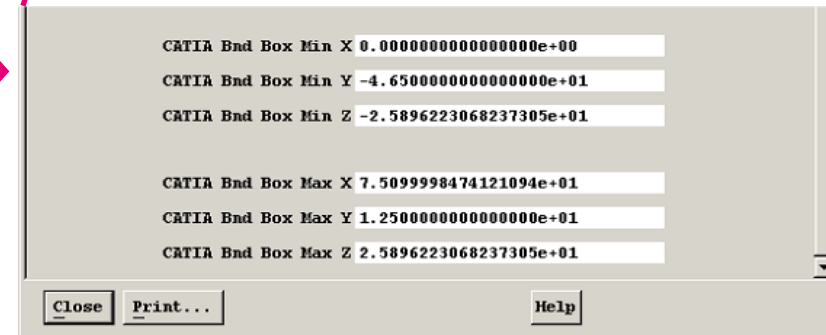 CATIA Bnd Box Min X 0.0000000000000000e+00
CATIA Bnd Box Min Y -4.6500000000000000e+01
CATIA Bnd Box Min Z -2.5896223068237305e+01
CATIA Bnd Box Max X 7.5099998474121094e+01
CATIA Bnd Box Max Y 1.2500000000000000e+01
CATIA Bnd Box Max Z 2.5896223068237305e+01
Close Print... Help